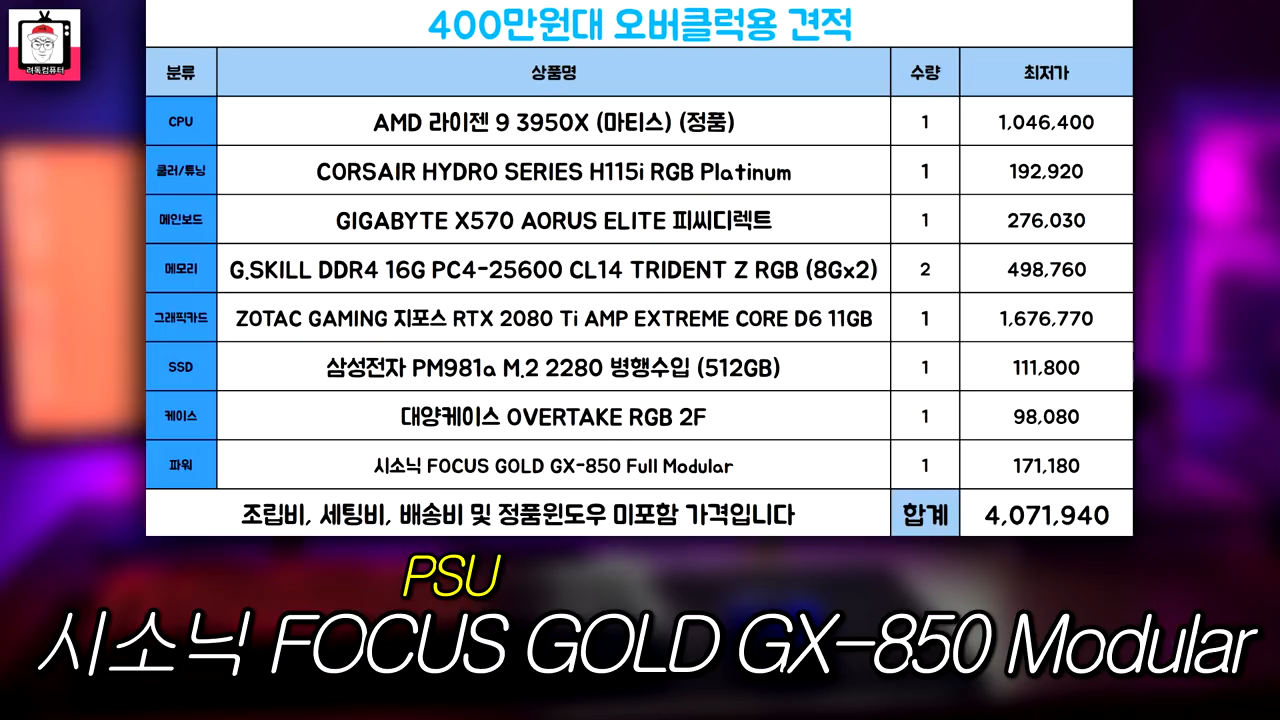 400만원대 오버클럭용 견적
려독컴퓨터
분류 상품명 수량 최저가
CPU AMD 라이젠 9 3950X (마티스) (정품) 1 1,046,400
쿨러/튜닝 CORSAIR HYDRO SERIES H115i RGB Platinum 1 192,920
메인보드 GIGABYTE X570 AORUS ELITE 피씨디렉트 1 276,030
메모리 G.SKILL DDR4 16G PC4-25600 CL14 TRIDENT Z RGB (8Gx2) 2 498,760
그래픽카드 ZOTAC GAMING 지포스 RTX 2080 Ti AMP EXTREME CORE D6 11GB 1 1,676,770
SSD 삼성전자 PM981a M.2 2280 병행수입 (512GB) 1 111,800
케이스 대양케이스 OVERTAKE RGB 2F 1 98,080
파워 시소닉 FOCUS GOLD GX-850 Full Modular 1 171,180
조립비, 세팅비, 배송비 및 정품윈도우 미포함 가격입니다 합계 4,071,940
PSU
시소닉 FOCUS GOLD GX-850 Modular